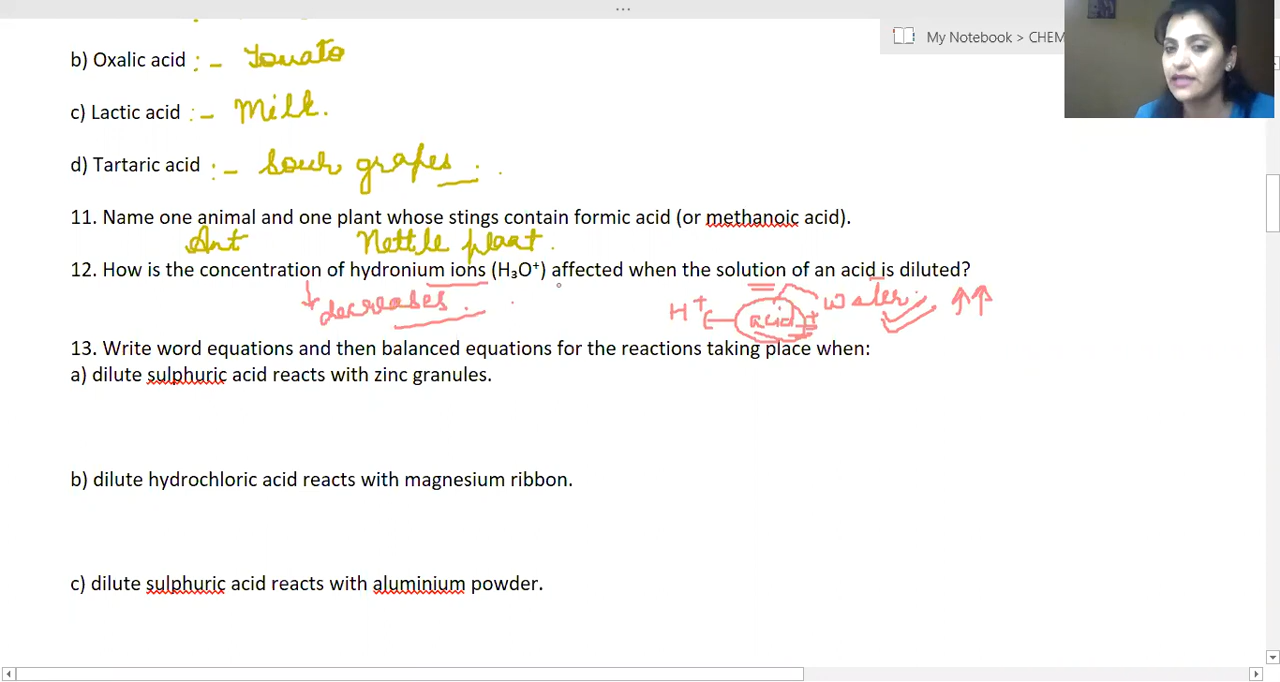 ...
My Notebook > CHEM
b) Oxalic acid :- Tomato
c) Lactic acid :- Milk.
d) Tartaric acid :- Sour grapes.
11. Name one animal and one plant whose stings contain formic acid (or methanoic acid).
Ant Nettle plant.
12. How is the concentration of hydronium ions (H₃O⁺) affected when the solution of an acid is diluted?
↓ decreases. H⁺ acid + water ↑↑
13. Write word equations and then balanced equations for the reactions taking place when:
a) dilute sulphuric acid reacts with zinc granules.
b) dilute hydrochloric acid reacts with magnesium ribbon.
c) dilute sulphuric acid reacts with aluminium powder.